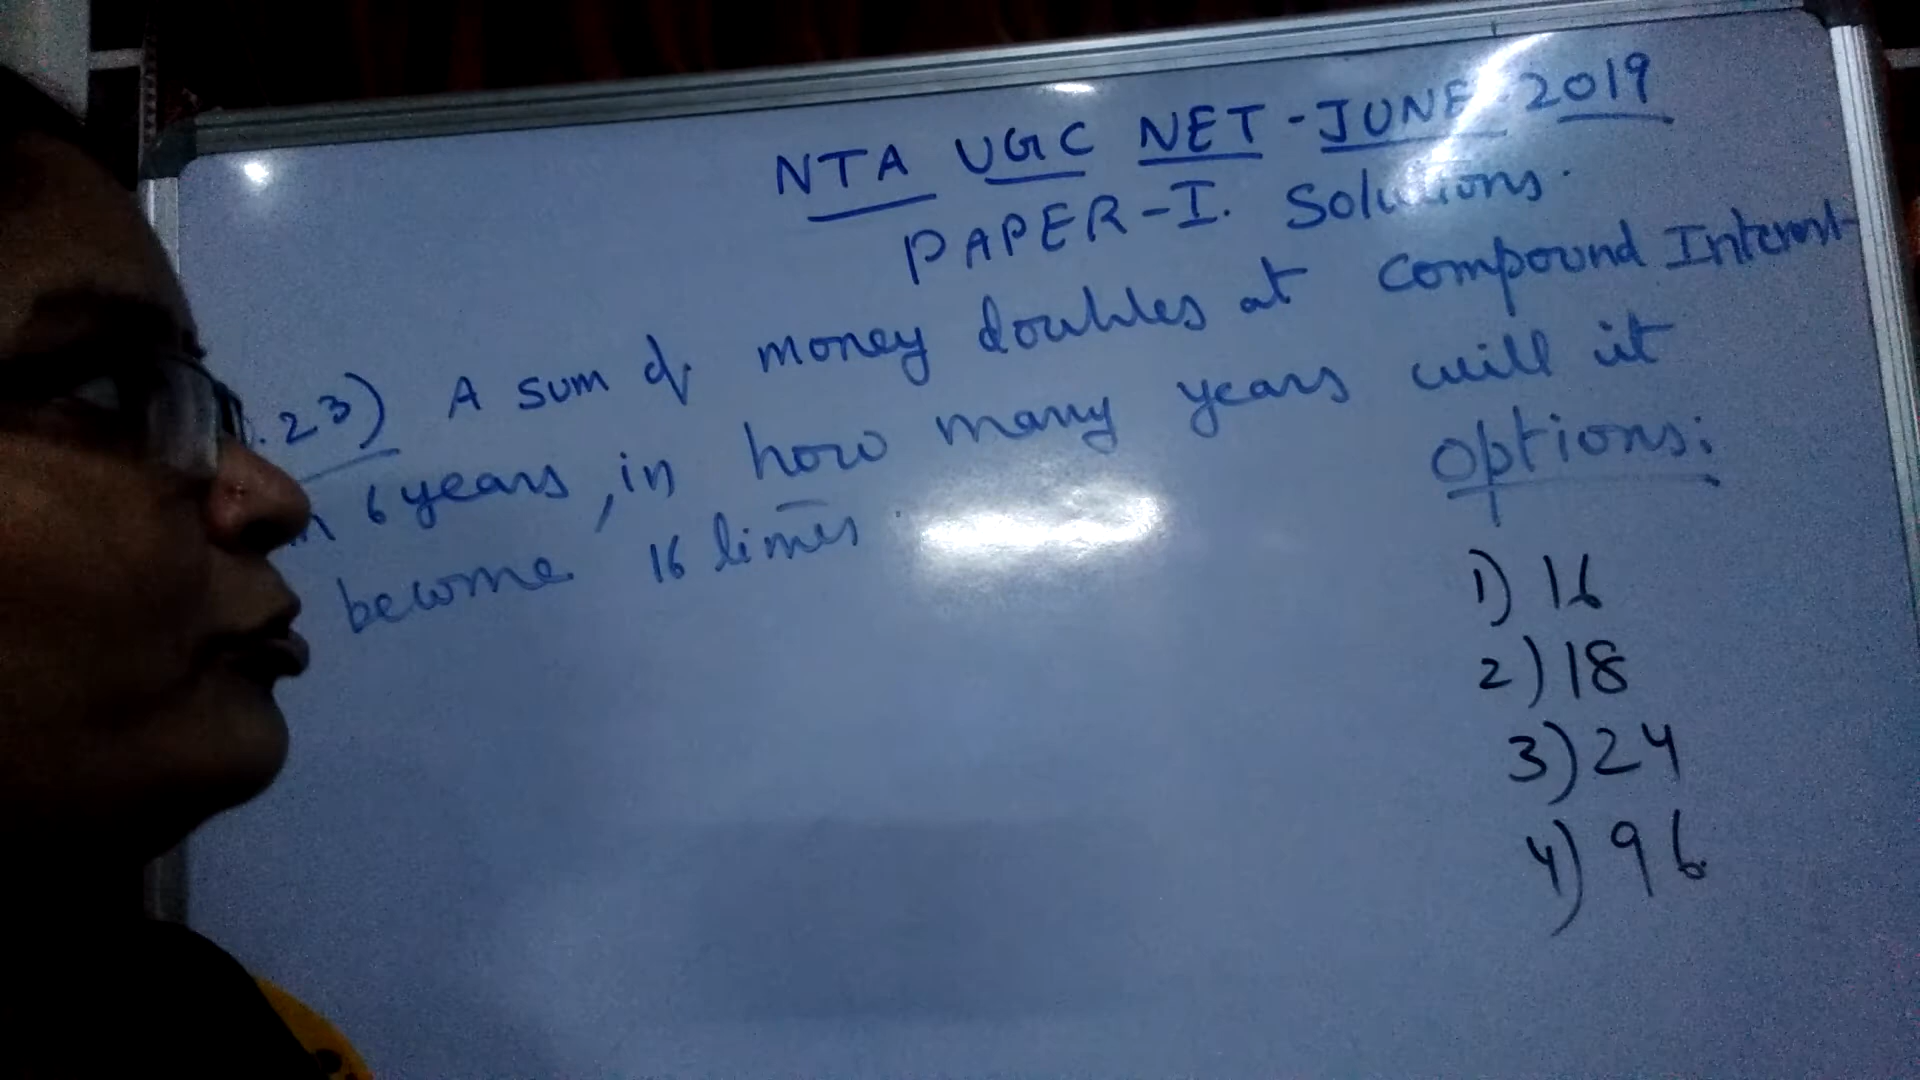 NTA UGC NET - JUNE 2019
PAPER-I. Solutions.
.23) A sum of money doubles at compound Interest
6 years, in how many years will it
become 16 times
options:
1) 16
2) 18
3) 24
4) 96